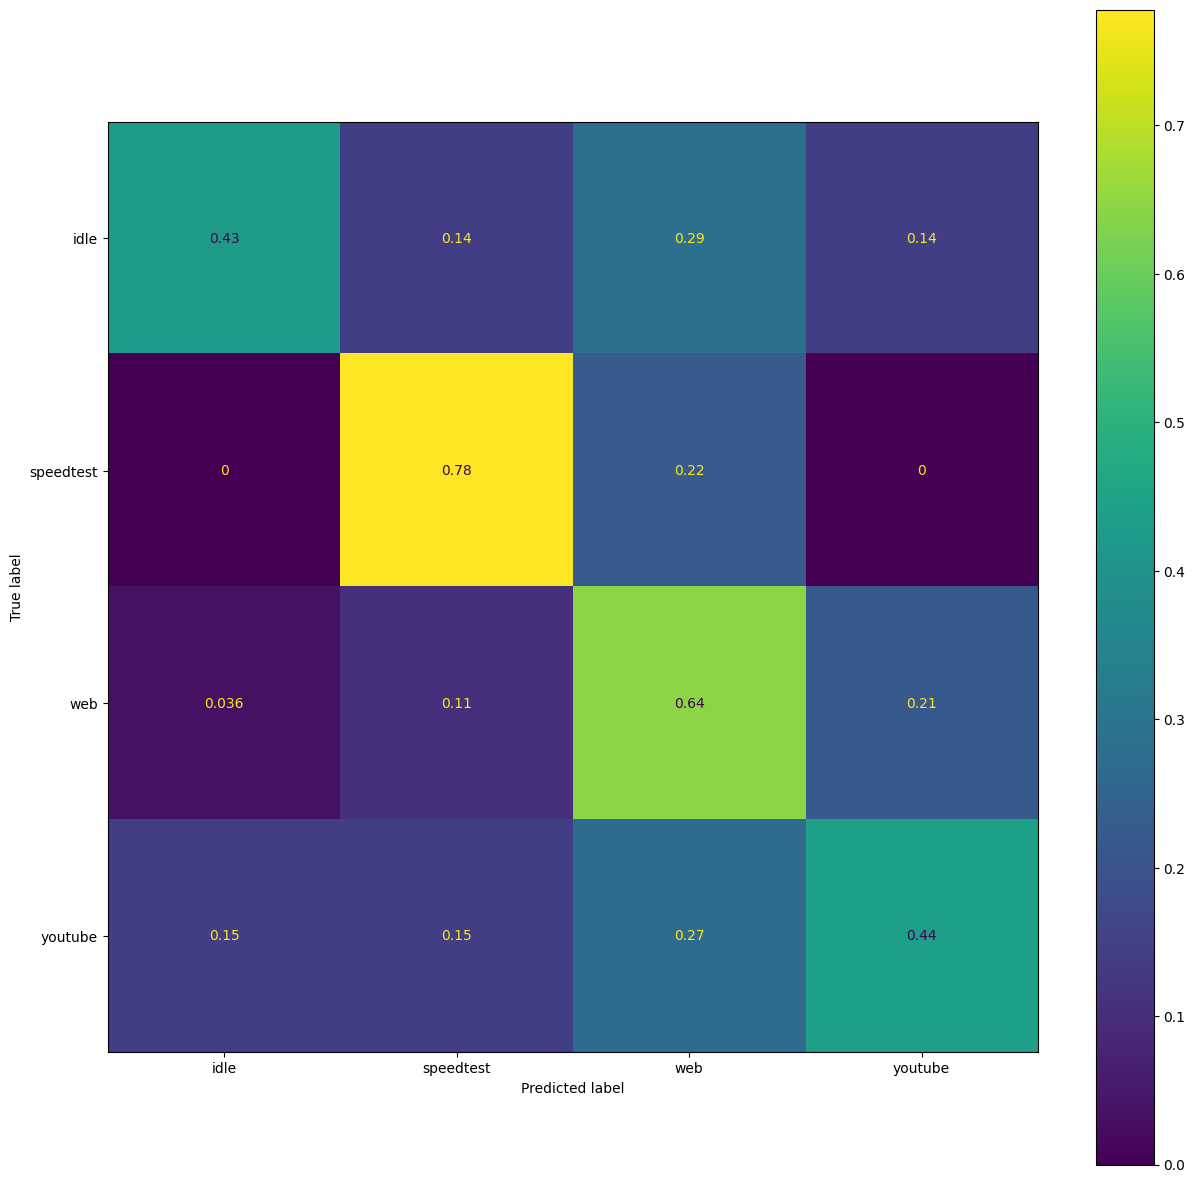 idle 0.43 0.14 0.29 0.14
speedtest 0 0.78 0.22 0
web 0.036 0.11 0.64 0.21
youtube 0.15 0.15 0.27 0.44
idle speedtest web youtube
Predicted label
True label
0.7
0.6
0.5
0.4
0.3
0.2
0.1
0.0